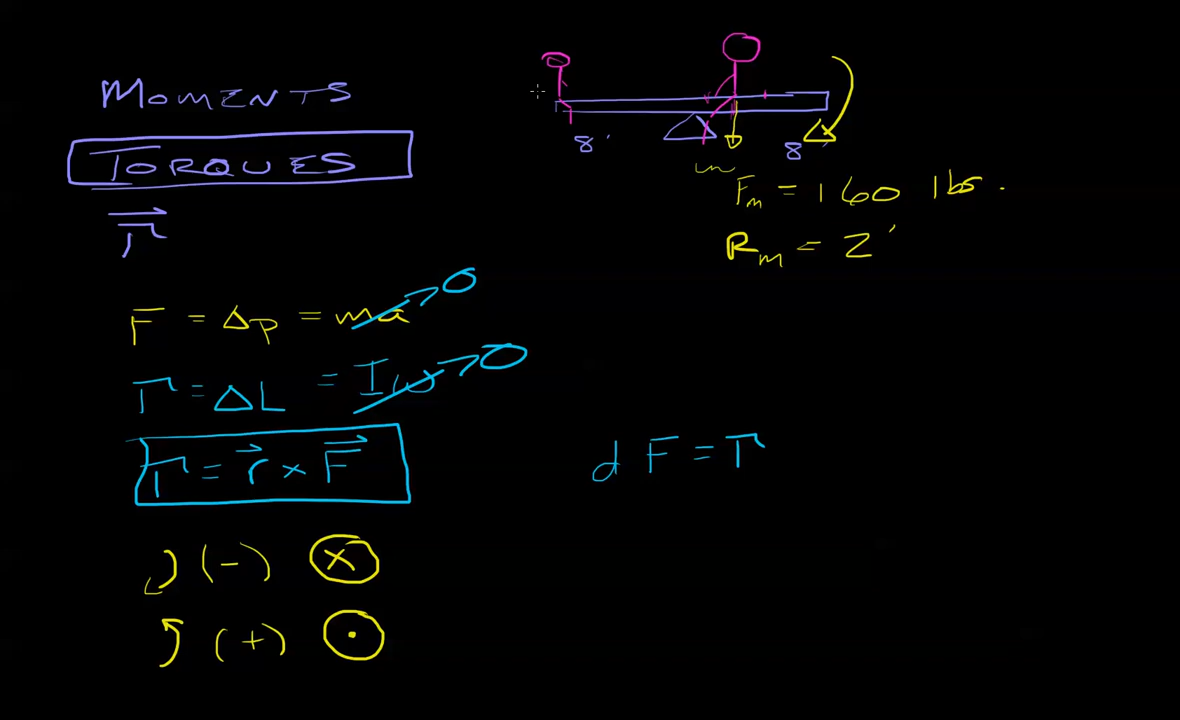 MOMENTS
TORQUES
8'
8'
Fm = 160 lbs.
Rm = 2'
F = Δp = ma → 0
τ = ΔL = Iω → 0
τ = r × F
d F = τ
(-) X
(+)